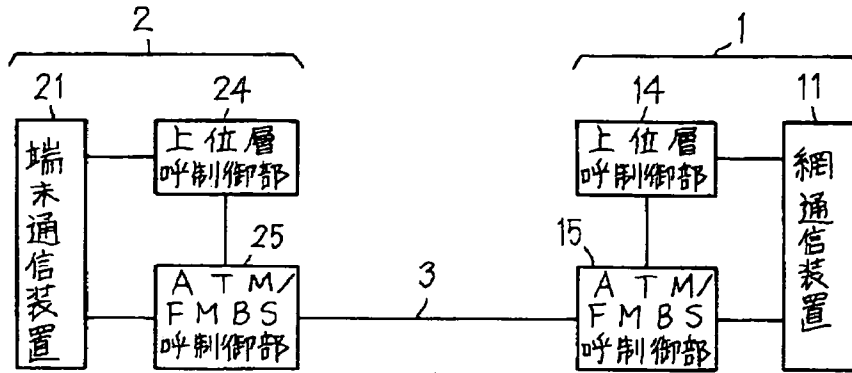 2
1
21
24
14
11
端末通信装置
上位層
呼制御部
上位層
呼制御部
網通信装置
25
15
3
ATM/
FMBS
呼制御部
ATM/
FMBS
呼制御部